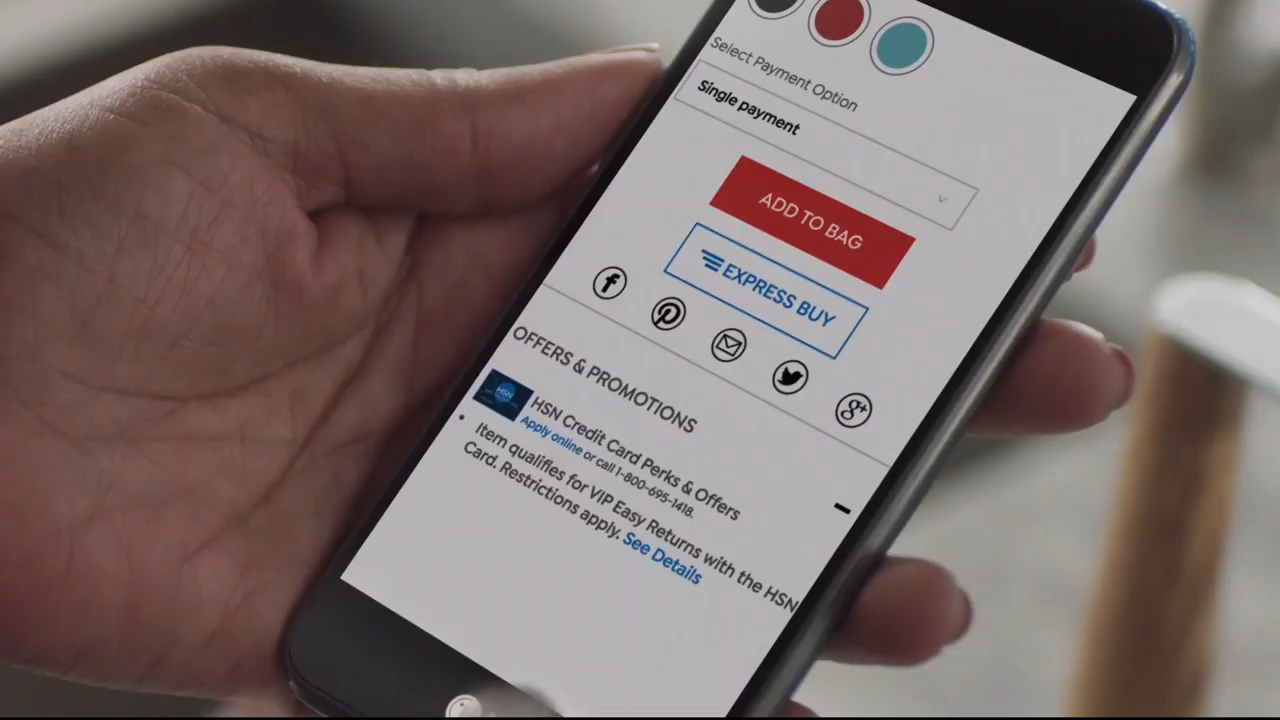 Select Payment Option
Single payment
ADD TO BAG
EXPRESS BUY
OFFERS & PROMOTIONS
HSN
HSN Credit Card Perks & Offers
Apply online or call 1-800-695-1418.
• Item qualifies for VIP Easy Returns with the HSN
Card. Restrictions apply. See Details